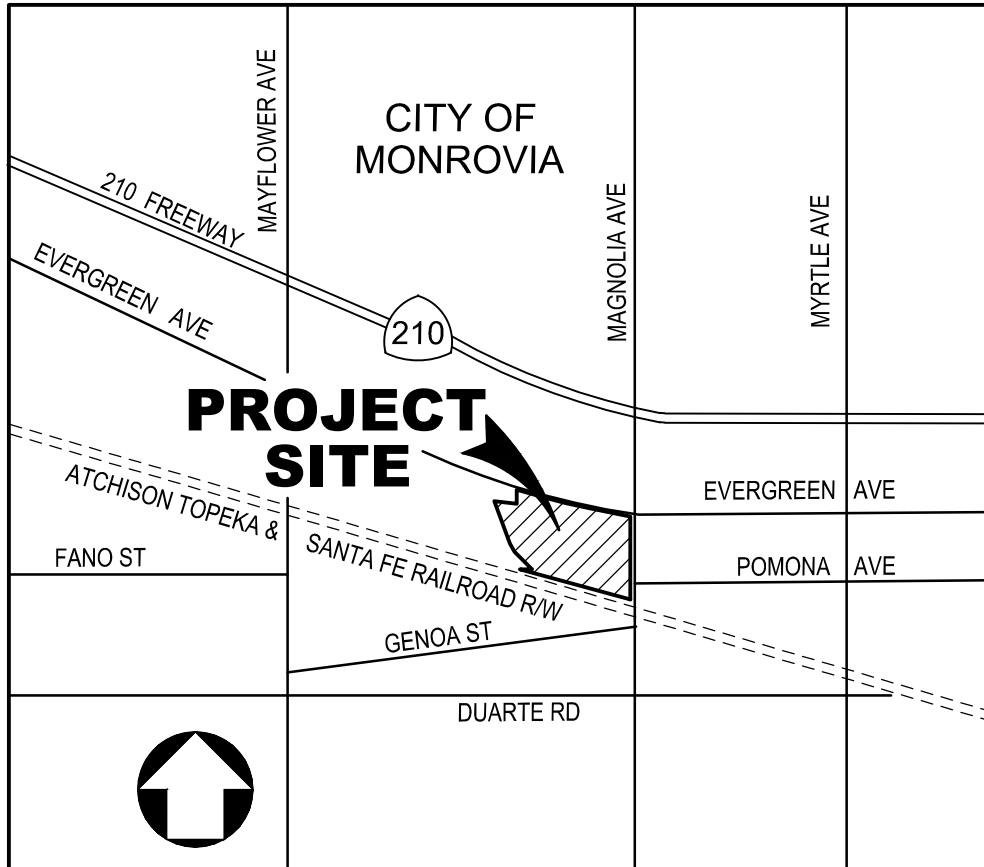 MAYFLOWER AVE
CITY OF
MONROVIA
210 FREEWAY
MAGNOLIA AVE
MYRTLE AVE
EVERGREEN AVE
210
PROJECT
SITE
ATCHISON TOPEKA &
SANTA FE RAILROAD R/W
EVERGREEN AVE
FANO ST
POMONA AVE
GENOA ST
DUARTE RD